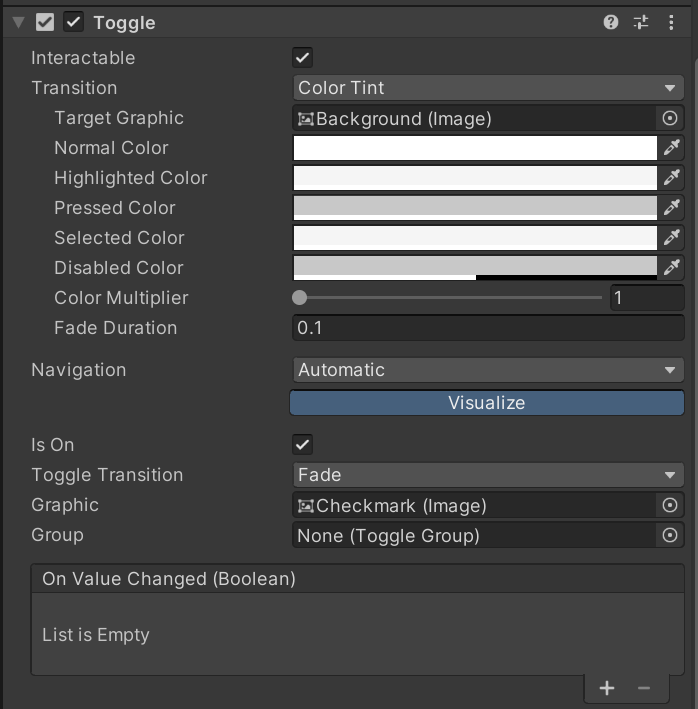 Toggle
Interactable
Transition Color Tint
Target Graphic Background (Image)
Normal Color
Highlighted Color
Pressed Color
Selected Color
Disabled Color
Color Multiplier 1
Fade Duration 0.1
Navigation Automatic
Visualize
Is On
Toggle Transition Fade
Graphic Checkmark (Image)
Group None (Toggle Group)
On Value Changed (Boolean)
List is Empty